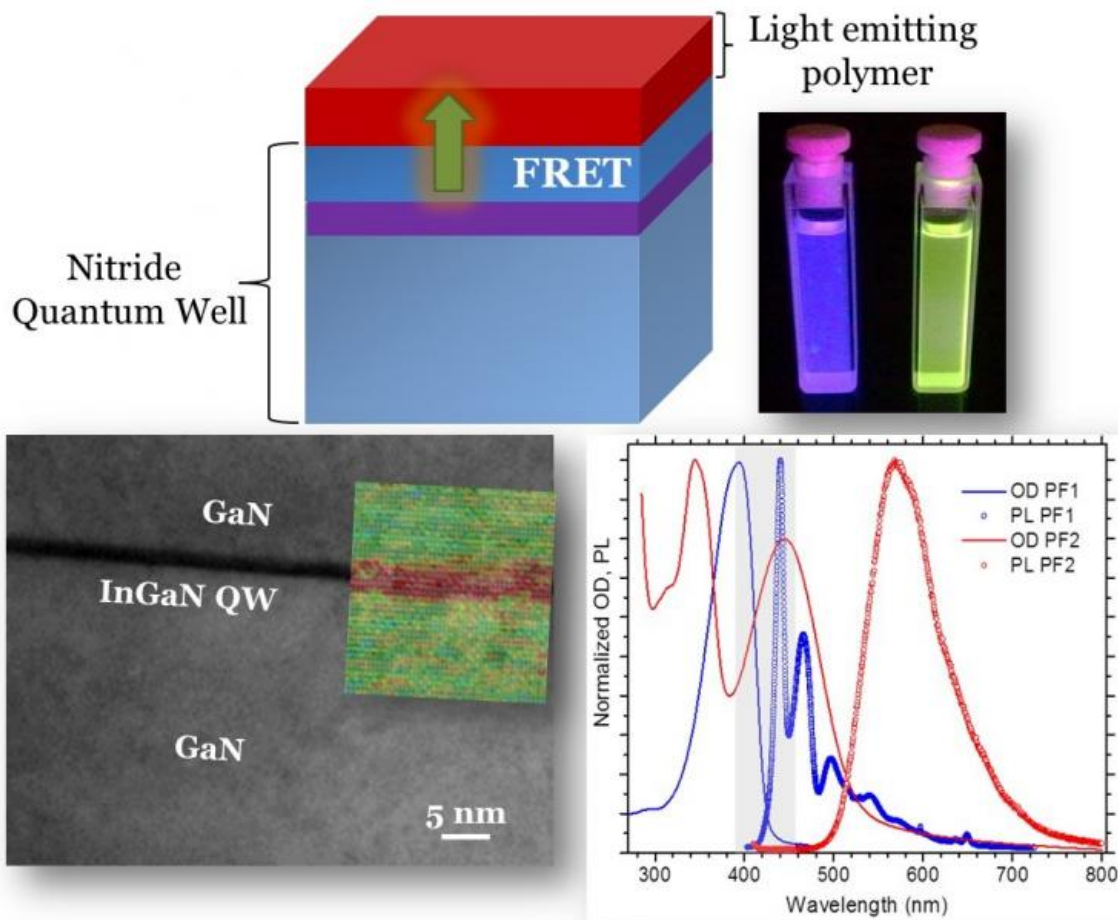 Light emitting
polymer
FRET
Nitride
Quantum Well
GaN
InGaN QW
GaN
5 nm
Normalized OD, PL
OD PF1
PL PF1
OD PF2
PL PF2
300 400 500 600 700 800
Wavelength (nm)